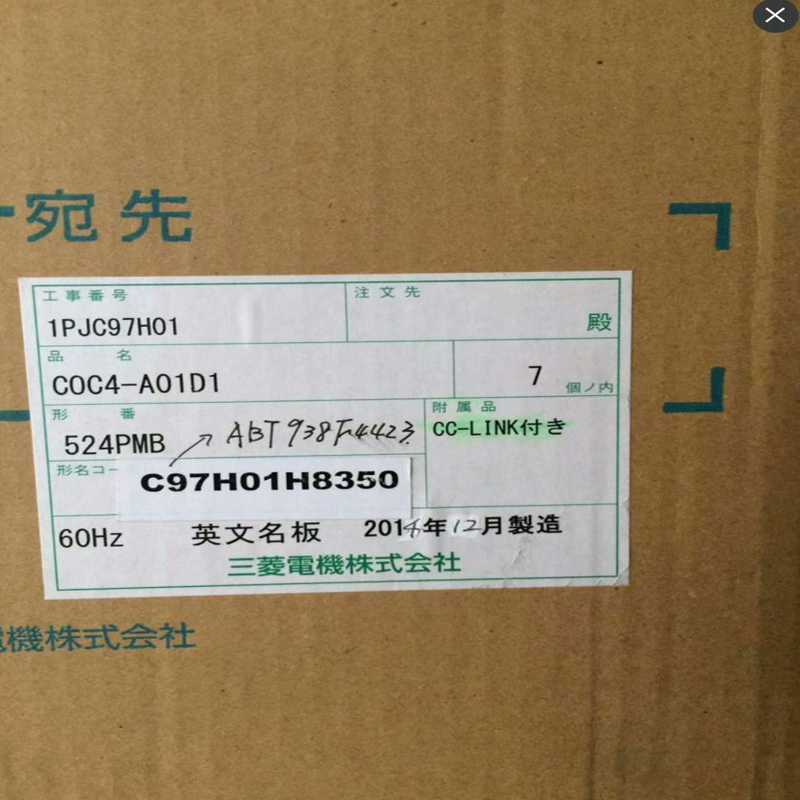 宛先
工事番号
注文先
1PJC97H01
殿
品名
COC4-A01D1
7
個ノ内
形番
附属品
524PMB
CC-LINK付き
形名コー
C97H01H8350
60Hz
英文名板
201 年12月製造
三菱電機株式会社
機株式会社